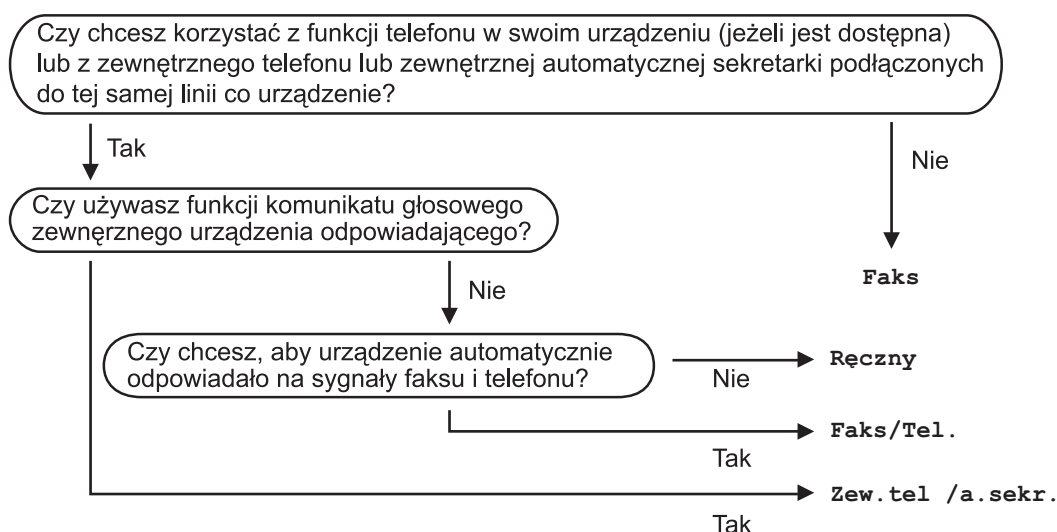 Czy chcesz korzystać z funkcji telefonu w swoim urządzeniu (jeżeli jest dostępna)
lub z zewnętrznego telefonu lub zewnętrznej automatycznej sekretarki podłączonych
do tej samej linii co urządzenie?
Tak
Nie
Czy używasz funkcji komunikatu głosowego
zewnęrznego urządzenia odpowiadającego?
Faks
Nie
Czy chcesz, aby urządzenie automatycznie
odpowiadało na sygnały faksu i telefonu?
Nie
Ręczny
Faks/Tel.
Tak
Zew.tel /a.sekr.
Tak